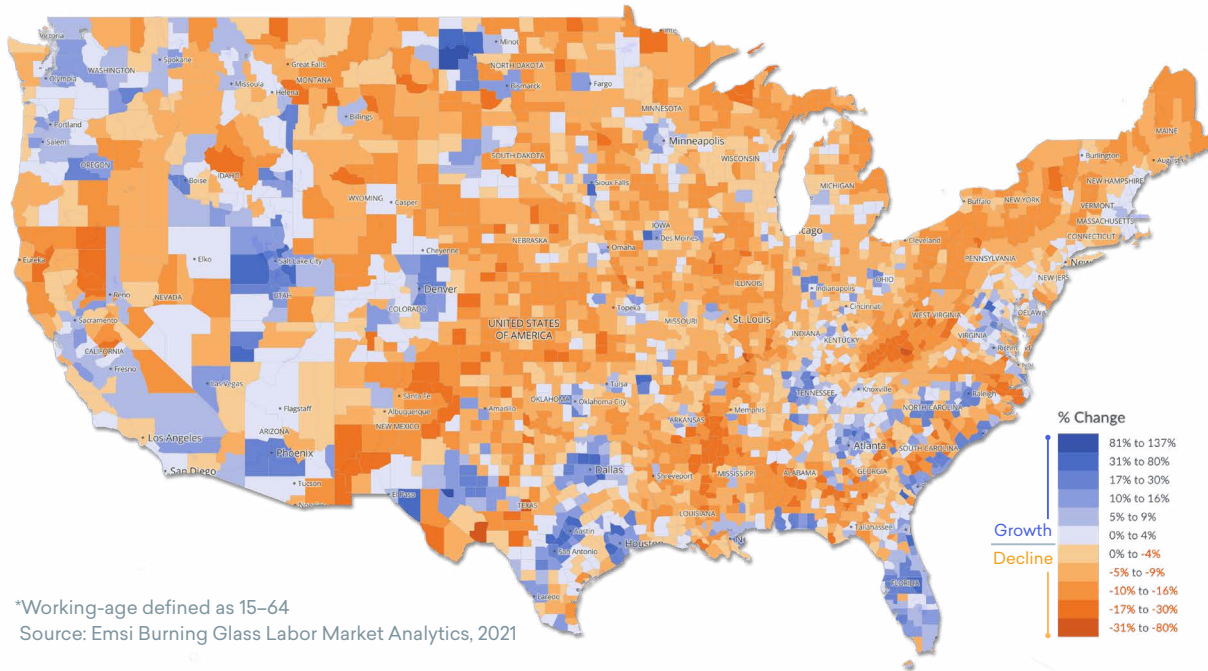 Victoria
Olympia
WASHINGTON
Spokane
Missoula
Helena
Great Falls
MONTANA
Billings
Minot
NORTH DAKOTA
Bismarck
Fargo
MINNESOTA
Minneapolis
WISCONSIN
MICHIGAN
Portland
Salem
OREGON
Boise
IDAHO
WYOMING
Casper
Cheyenne
SOUTH DAKOTA
Sioux Falls
IOWA
Des Moines
Omaha
NEBRASKA
cago
Burlington
MAINE
August
NEW HAMPSHIRE
VERMONT
MASSACHUSETTS
CONNECTICUT
NEW YORK
Buffalo
Cleveland
PENNSYLVANIA
New
NEW JERS
DELAW
OHIO
Indianapolis
Cincinnati
INDIANA
ILLINOIS
WEST VIRGINIA
VIRGINIA
Richm
KENTUCKY
Eureka
Reno
NEVADA
Elko
Salt Lake City
UTAH
Denver
COLORADO
UNITED STATES
OF AMERICA
Topeka
MISSOURI
St. Louis
Sacramento
CALIFORNIA
Fresno
Las Vegas
Los Angeles
San Diego
Flagstaff
ARIZONA
Phoenix
Tucson
Santa Fe
Albuquerque
NEW MEXICO
El Paso
Amarillo
OKLAHOMA
Tulsa
Oklahoma City
ARKANSAS
Memphis
TENNESSEE
Knoxville
NORTH CAROLINA
Raleigh
SOUTH CAROLINA
Atlanta
GEORGIA
ALABAMA
MISSISSIPPI
Shreveport
LOUISIANA
Dallas
TEXAS
Austin
San Antonio
Houston
Laredo
Tallahassee
FLORIDA
% Change
81% to 137%
31% to 80%
17% to 30%
10% to 16%
5% to 9%
0% to 4%
Growth
Decline
0% to -4%
-5% to -9%
-10% to -16%
-17% to -30%
-31% to -80%
*Working-age defined as 15–64
Source: Emsi Burning Glass Labor Market Analytics, 2021